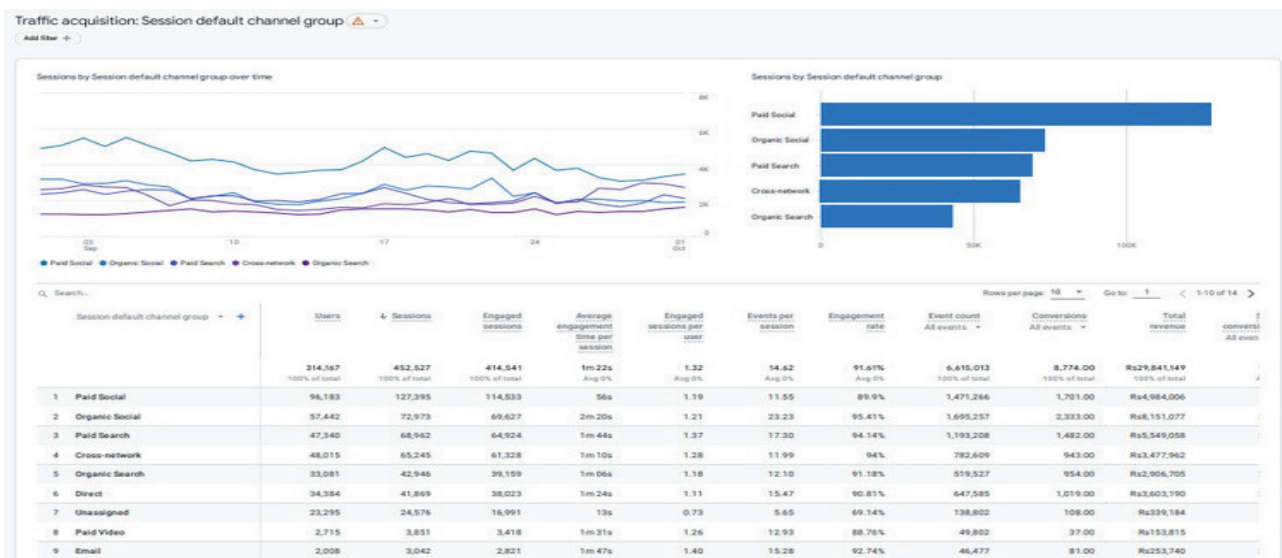 Traffic acquisition: Session default channel group
Add filter +
Sessions by Session default channel group over time
8K
6K
4K
2K
0
03
Sep
10
17
24
01
Oct
Paid Social Organic Social Paid Search Cross-network Organic Search
Sessions by Session default channel group
Paid Social
Organic Social
Paid Search
Cross-network
Organic Search
0 50K 100K
Search...
Rows per page: 10 Go to: 1 < 1-10 of 14 >
Session default channel group +
Users
↓ Sessions
Engaged
sessions
Average
engagement
time per
session
Engaged
sessions per
user
Events per
session
Engagement
rate
Event count
All events
Conversions
All events
Total
revenue
S
conversi
All even
314,167 452,527 414,541 1m 22s 1.32 14.62 91.61% 6,615,013 8,774.00 Rs29,841,149
100% of total 100% of total 100% of total Avg 0% Avg 0% Avg 0% Avg 0% 100% of total 100% of total 100% of total
1 Paid Social 96,183 127,395 114,533 56s 1.19 11.55 89.9% 1,471,266 1,701.00 Rs4,984,006
2 Organic Social 57,442 72,973 69,627 2m 20s 1.21 23.23 95.41% 1,695,257 2,333.00 Rs8,151,077
3 Paid Search 47,340 68,962 64,924 1m 44s 1.37 17.30 94.14% 1,193,208 1,482.00 Rs5,549,058
4 Cross-network 48,015 65,245 61,328 1m 10s 1.28 11.99 94% 782,609 943.00 Rs3,477,962
5 Organic Search 33,081 42,946 39,159 1m 06s 1.18 12.10 91.18% 519,527 954.00 Rs2,906,705
6 Direct 34,384 41,869 38,023 1m 24s 1.11 15.47 90.81% 647,585 1,019.00 Rs3,603,190
7 Unassigned 23,295 24,576 16,991 13s 0.73 5.65 69.14% 138,802 108.00 Rs339,184
8 Paid Video 2,715 3,851 3,418 1m 31s 1.26 12.93 88.76% 49,802 37.00 Rs153,815
9 Email 2,008 3,042 2,821 1m 47s 1.40 15.28 92.74% 46,477 81.00 Rs253,740